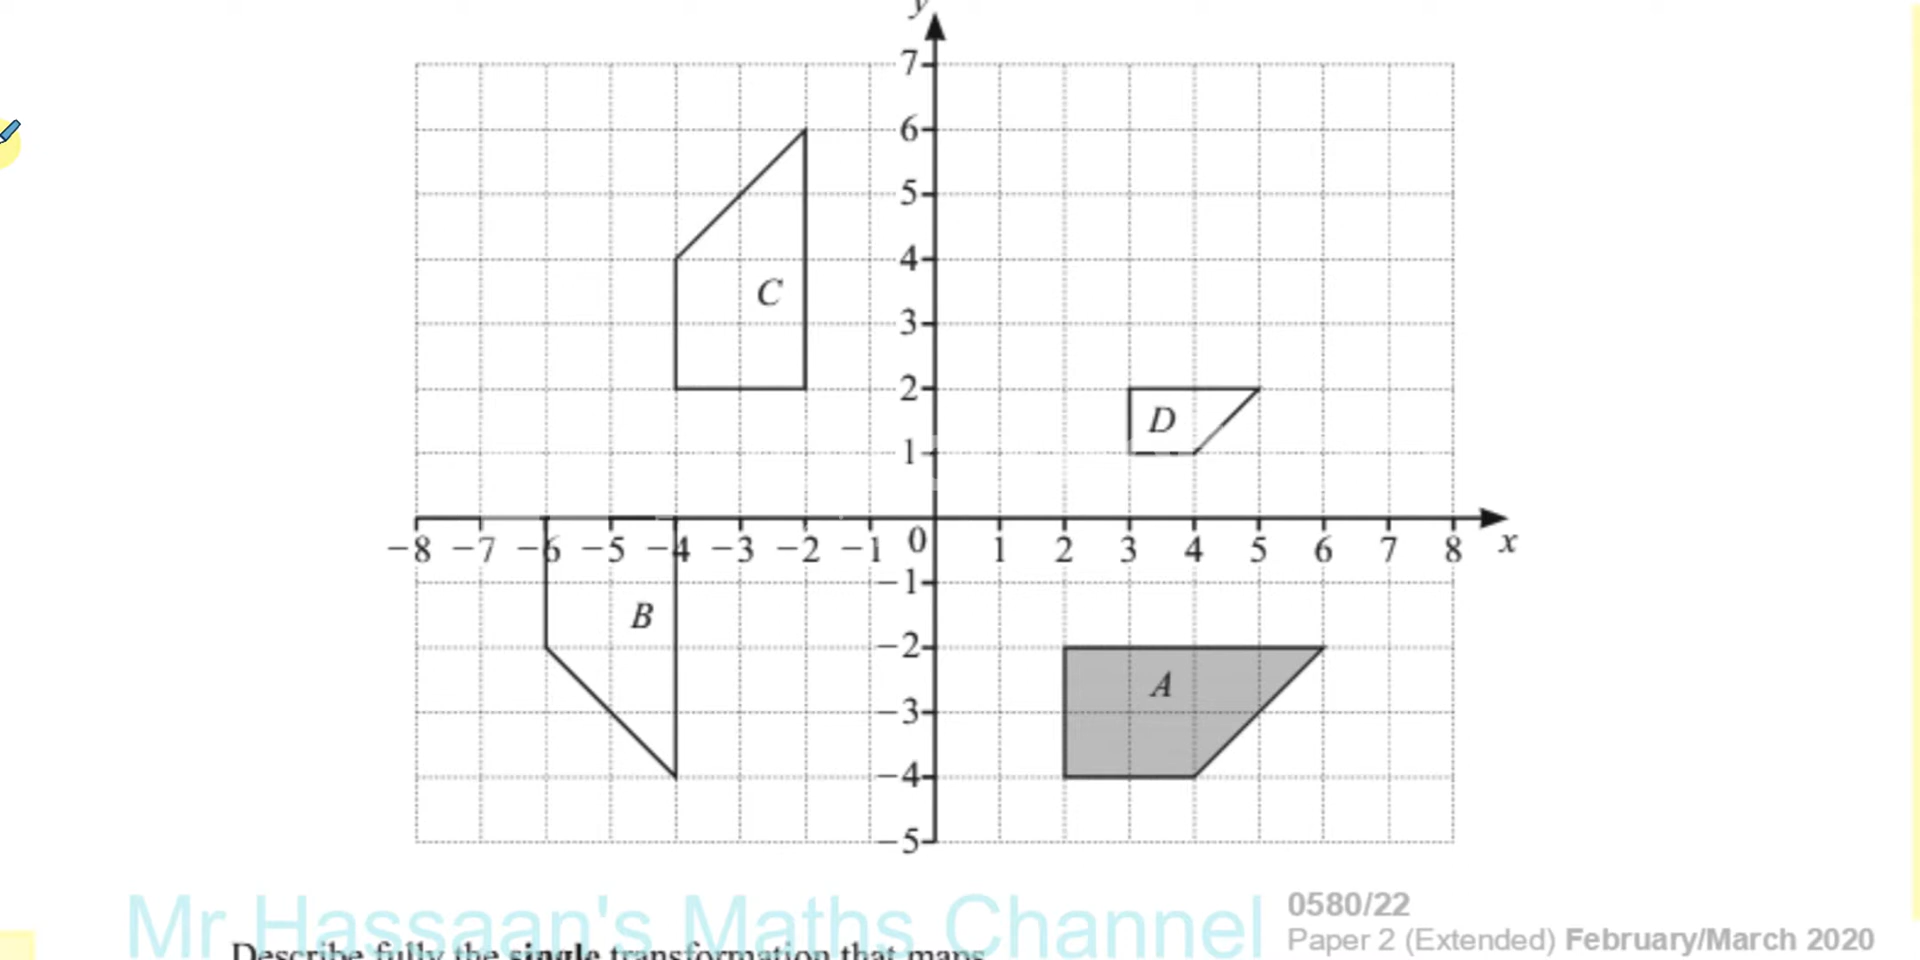 y
7
6
5
4
3
2
1
C
D
−8 −7 −6 −5 −4 −3 −2 −1 0 1 2 3 4 5 6 7 8 x
−1
−2
−3
−4
−5
B
A
Mr Hassaan's Maths Channel
0580/22
Paper 2 (Extended) February/March 2020
Describe fully the single transformation that maps